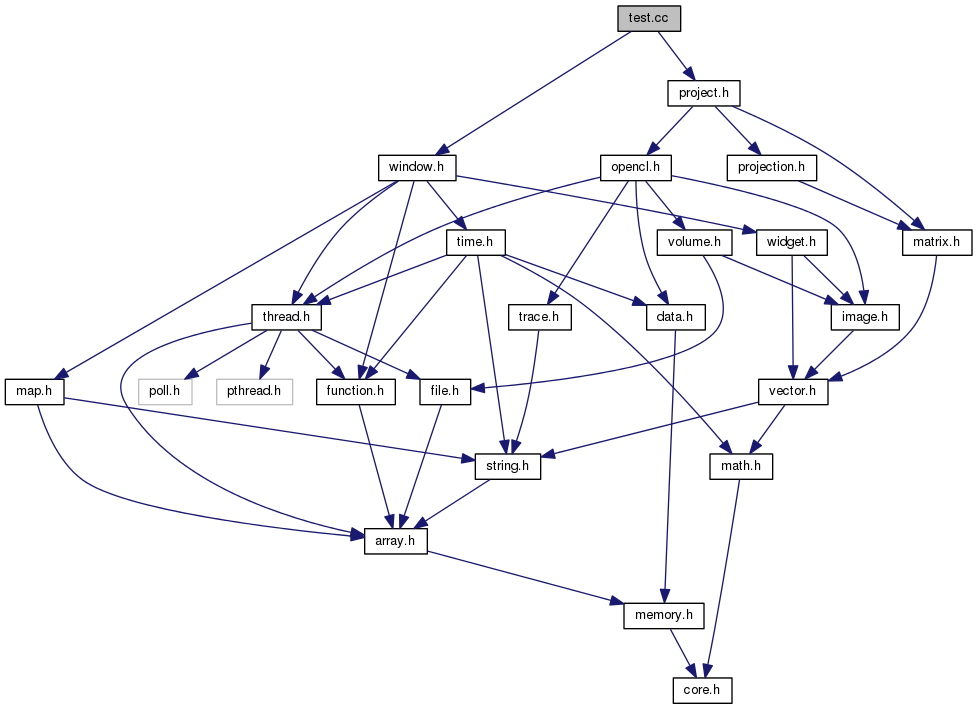 test.cc
project.h
window.h
opencl.h
projection.h
time.h
volume.h
widget.h
matrix.h
thread.h
trace.h
data.h
image.h
map.h
poll.h
pthread.h
function.h
file.h
vector.h
string.h
math.h
array.h
memory.h
core.h